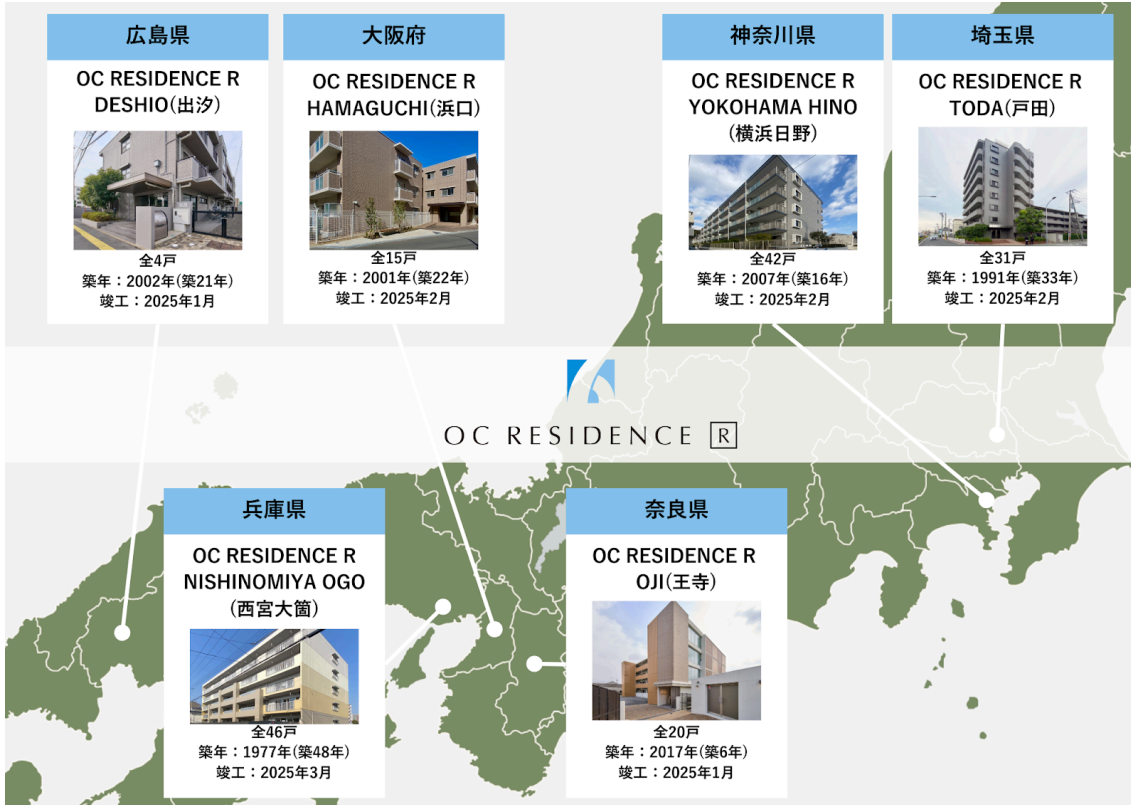 広島県
OC RESIDENCE R
DESHIO(出汐)
全4戸
築年：2002年(築21年)
竣工：2025年1月
大阪府
OC RESIDENCE R
HAMAGUCHI(浜口)
全15戸
築年：2001年(築22年)
竣工：2025年2月
神奈川県
OC RESIDENCE R
YOKOHAMA HINO
(横浜日野)
全42戸
築年：2007年(築16年)
竣工：2025年2月
埼玉県
OC RESIDENCE R
TODA(戸田)
全31戸
築年：1991年(築33年)
竣工：2025年2月
OC RESIDENCE R
兵庫県
OC RESIDENCE R
NISHINOMIYA OGO
(西宮大箇)
全46戸
築年：1977年(築48年)
竣工：2025年3月
奈良県
OC RESIDENCE R
OJI(王寺)
全20戸
築年：2017年(築6年)
竣工：2025年1月